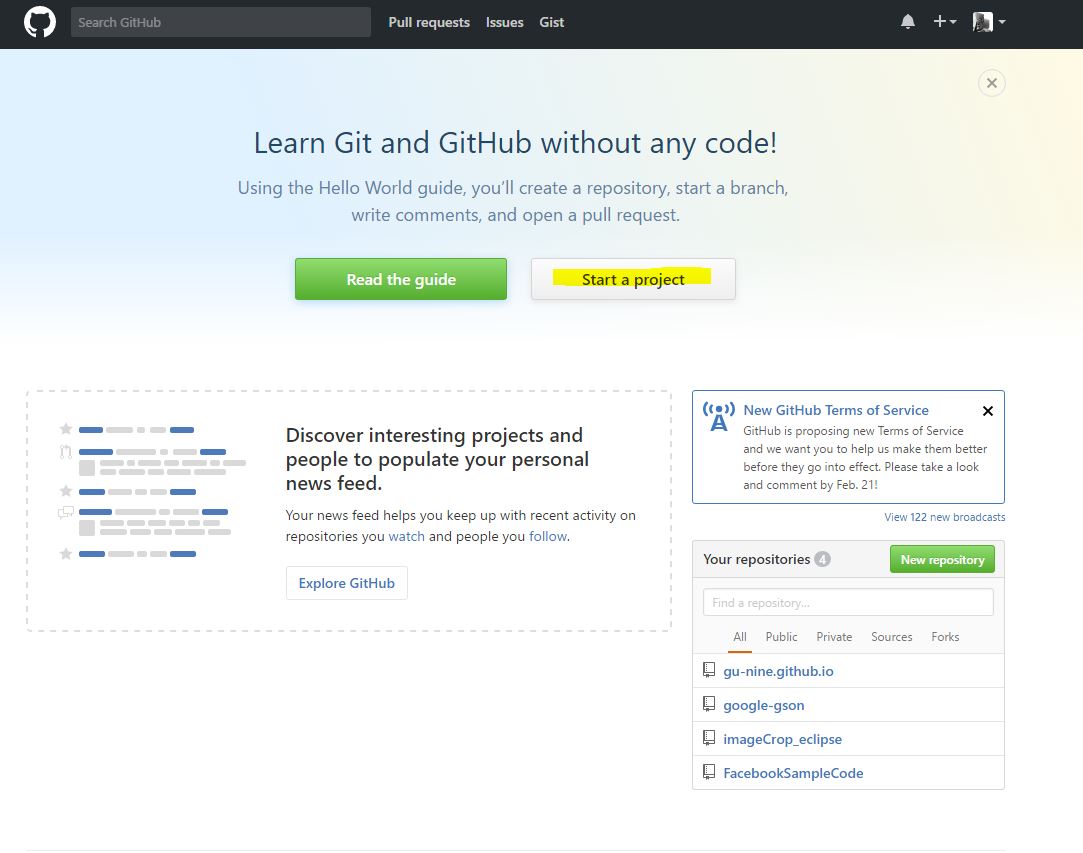 Search GitHub
Pull requests
Issues
Gist
Learn Git and GitHub without any code!
Using the Hello World guide, you’ll create a repository, start a branch,
write comments, and open a pull request.
Read the guide
Start a project
Discover interesting projects and
people to populate your personal
news feed.
Your news feed helps you keep up with recent activity on
repositories you watch and people you follow.
Explore GitHub
New GitHub Terms of Service
GitHub is proposing new Terms of Service
and we want you to help us make them better
before they go into effect. Please take a look
and comment by Feb. 21!
View 122 new broadcasts
Your repositories 4
New repository
Find a repository...
All
Public
Private
Sources
Forks
gu-nine.github.io
google-gson
imageCrop_eclipse
FacebookSampleCode